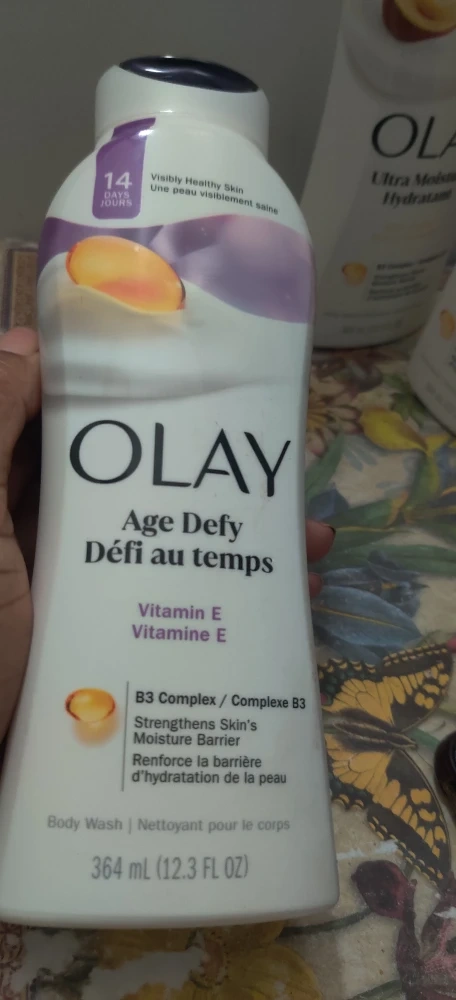 14
DAYS
JOURS
Visibly Healthy Skin
Une peau visiblement saine
OLAY
Age Defy
Défi au temps
Vitamin E
Vitamine E
B3 Complex / Complexe B3
Strengthens Skin's
Moisture Barrier
Renforce la barrière
d'hydratation de la peau
Body Wash | Nettoyant pour le corps
364 mL (12.3 FL OZ)
OLA
Ultra Moistu
Hydratant